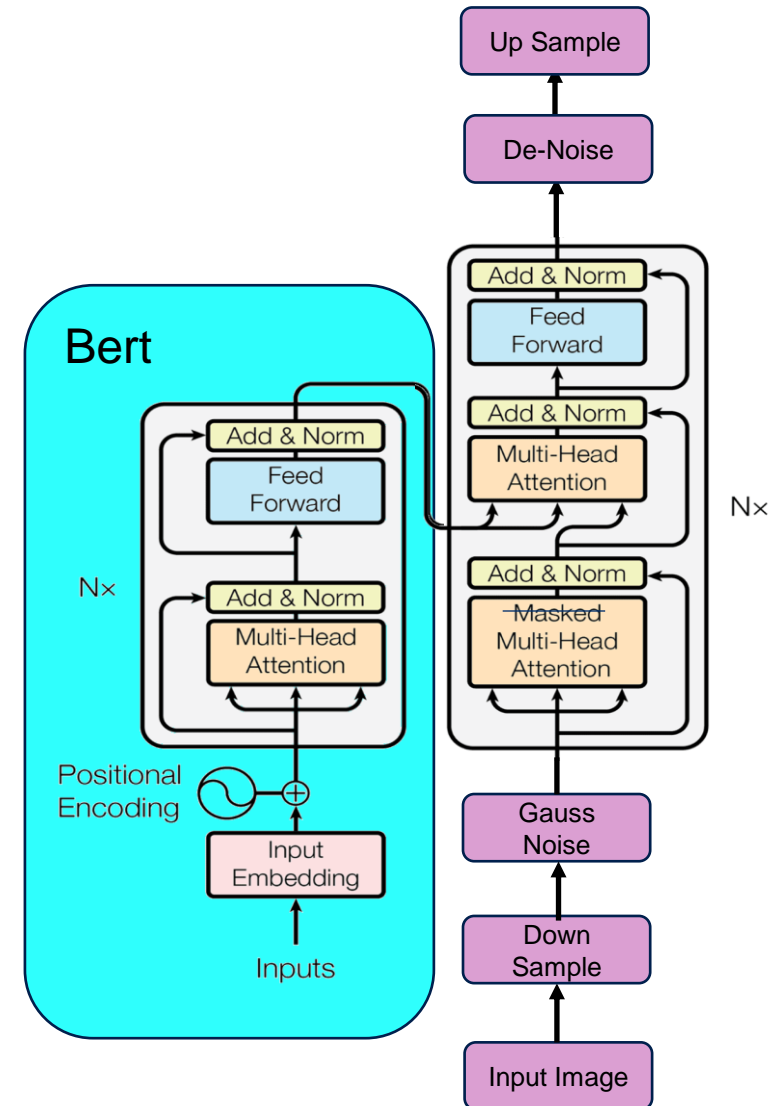 Up Sample
De-Noise
Add & Norm
Feed
Forward
Add & Norm
Multi-Head
Attention
Nx
Add & Norm
Masked
Multi-Head
Attention
Gauss
Noise
Down
Sample
Input Image
Bert
Add & Norm
Feed
Forward
Nx
Add & Norm
Multi-Head
Attention
Positional
Encoding
Input
Embedding
Inputs